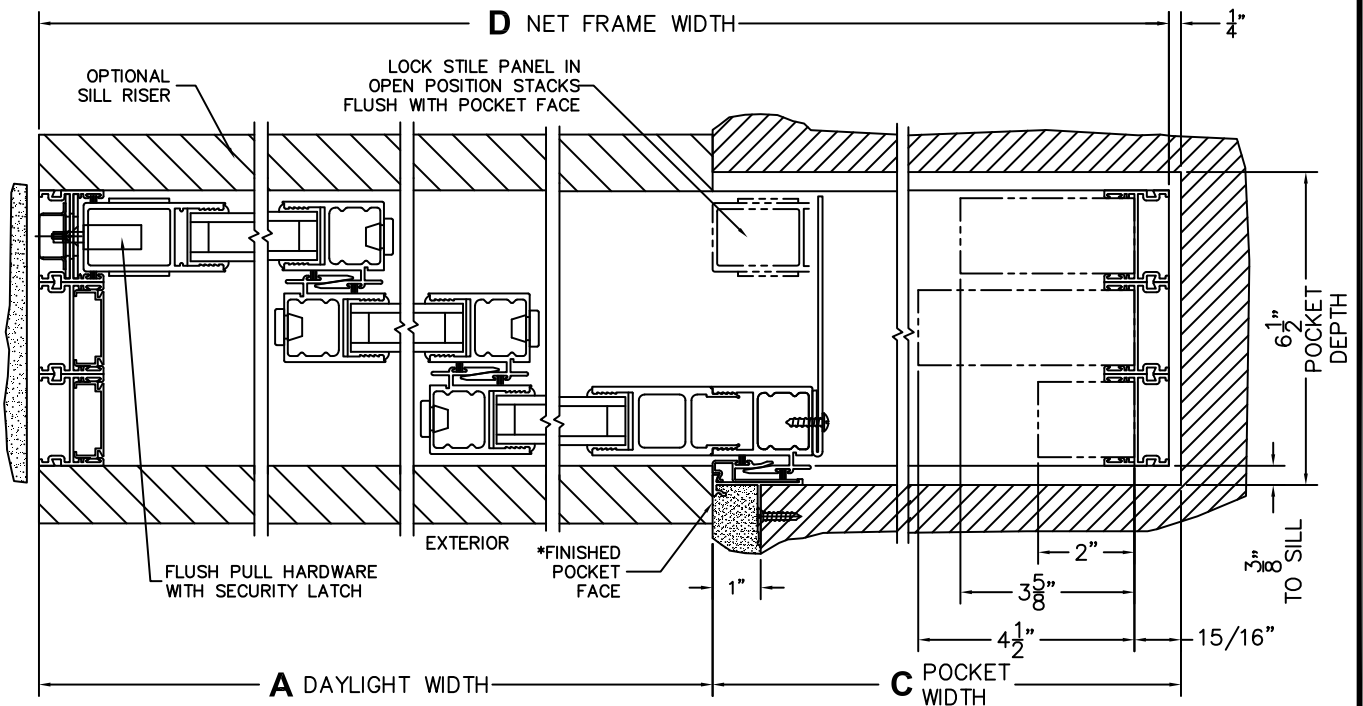 D NET FRAME WIDTH
1/4"
OPTIONAL
SILL RISER
LOCK STILE PANEL IN
OPEN POSITION STACKS
FLUSH WITH POCKET FACE
6 1/2"
POCKET
DEPTH
EXTERIOR
*FINISHED
POCKET
FACE
FLUSH PULL HARDWARE
WITH SECURITY LATCH
1"
2"
3 5/8"
4 1/2"
15/16"
3/8"
TO SILL
A DAYLIGHT WIDTH
C POCKET
WIDTH